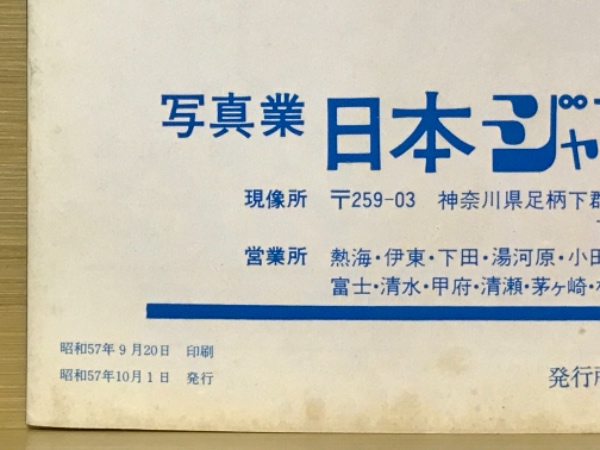 写真業 日本ジャ
現像所 〒259-03 神奈川県足柄下郡
営業所 熱海・伊東・下田・湯河原・小田
富士・清水・甲府・清瀬・茅ヶ崎・
昭和57年9月20日 印刷
昭和57年10月1日 発行
発行所